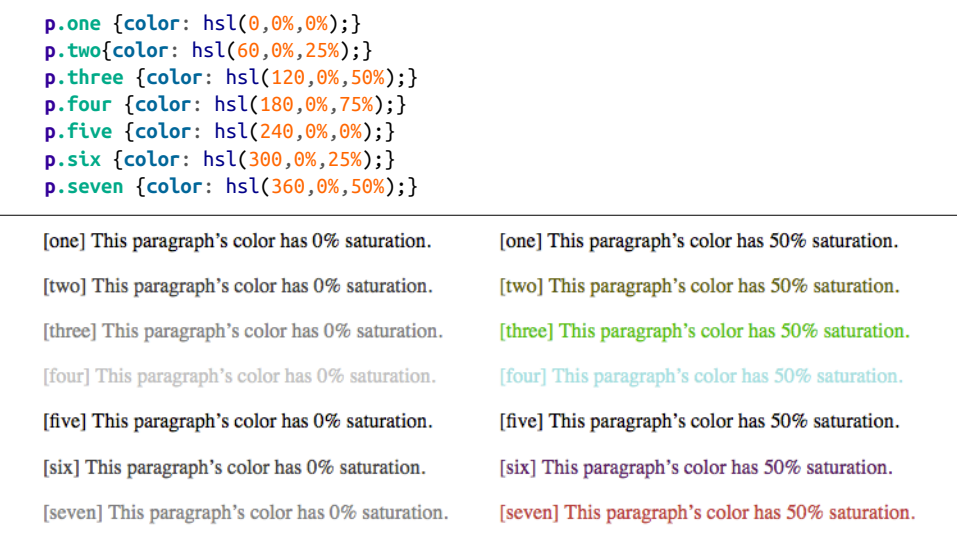 p.one {color: hsl(0,0%,0%);}
p.two{color: hsl(60,0%,25%);}
p.three {color: hsl(120,0%,50%);}
p.four {color: hsl(180,0%,75%);}
p.five {color: hsl(240,0%,0%);}
p.six {color: hsl(300,0%,25%);}
p.seven {color: hsl(360,0%,50%);}
[one] This paragraph’s color has 0% saturation.
[two] This paragraph’s color has 0% saturation.
[three] This paragraph’s color has 0% saturation.
[four] This paragraph’s color has 0% saturation.
[five] This paragraph’s color has 0% saturation.
[six] This paragraph’s color has 0% saturation.
[seven] This paragraph’s color has 0% saturation.
[one] This paragraph’s color has 50% saturation.
[two] This paragraph’s color has 50% saturation.
[three] This paragraph’s color has 50% saturation.
[four] This paragraph’s color has 50% saturation.
[five] This paragraph’s color has 50% saturation.
[six] This paragraph’s color has 50% saturation.
[seven] This paragraph’s color has 50% saturation.